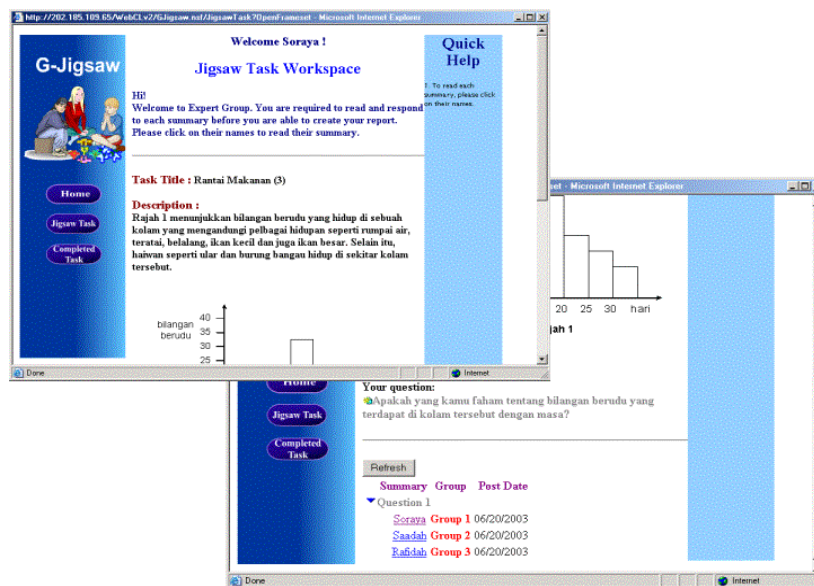 http://202.185.109.65/WebCLv2/GJigsaw.nsf/JigsawTask?OpenFrameset - Microsoft Internet Explorer
G-Jigsaw
Home
Jigsaw Task
Completed
Task
Welcome Soraya !
Jigsaw Task Workspace
Hi!
Welcome to Expert Group. You are required to read and respond
to each summary before you are able to create your report.
Please click on their names to read their summary.
Task Title : Rantai Makanan (3)
Description :
Rajah 1 menunjukkan bilangan berudu yang hidup di sebuah
kolam yang mengandungi pelbagai hidupan seperti rumpai air,
teratai, belalang, ikan kecil dan juga ikan besar. Selain itu,
haiwan seperti ular dan burung bangau hidup di sekitar kolam
tersebut.
bilangan
berudu
40
35
30
25
Quick
Help
1. To read each
summary, please click
on their names.
Done
Internet
- Microsoft Internet Explorer
20 25 30 hari
jah 1
Home
Jigsaw Task
Completed
Task
Your question:
Apakah yang kamu faham tentang bilangan berudu yang
terdapat di kolam tersebut dengan masa?
Refresh
Summary Group Post Date
Question 1
Soraya Group 1 06/20/2003
Saadah Group 2 06/20/2003
Rafidah Group 3 06/20/2003
Done
Internet